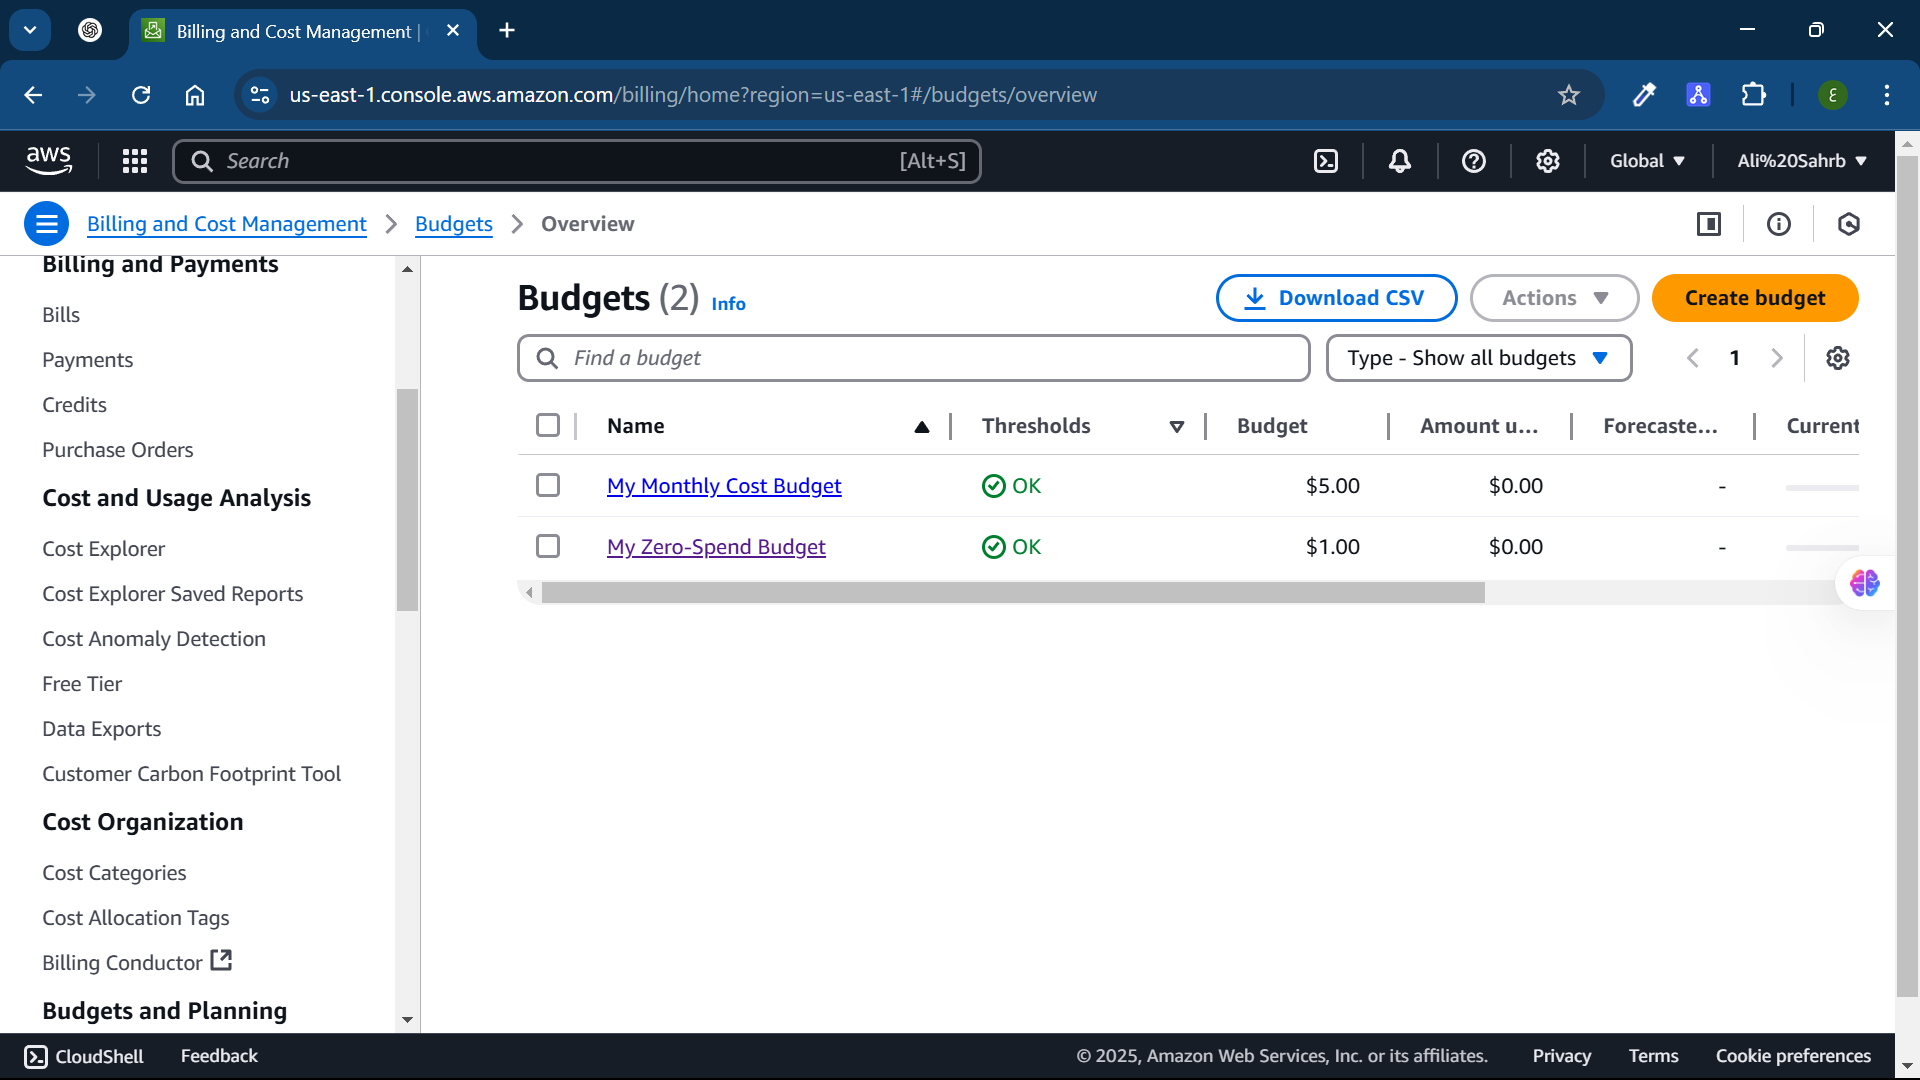 Billing and Cost Management |
us-east-1.console.aws.amazon.com/billing/home?region=us-east-1#/budgets/overview
ε
aws
Search
[Alt+S]
Global
Ali%20Sahrb
Billing and Cost Management
Budgets
Overview
Billing and Payments
Bills
Payments
Credits
Purchase Orders
Cost and Usage Analysis
Cost Explorer
Cost Explorer Saved Reports
Cost Anomaly Detection
Free Tier
Data Exports
Customer Carbon Footprint Tool
Cost Organization
Cost Categories
Cost Allocation Tags
Billing Conductor
Budgets and Planning
Budgets (2) Info
Download CSV
Actions
Create budget
Find a budget
Type - Show all budgets
1
Name Thresholds Budget Amount u... Forecaste... Current
My Monthly Cost Budget OK $5.00 $0.00 -
My Zero-Spend Budget OK $1.00 $0.00 -
CloudShell
Feedback
© 2025, Amazon Web Services, Inc. or its affiliates.
Privacy
Terms
Cookie preferences